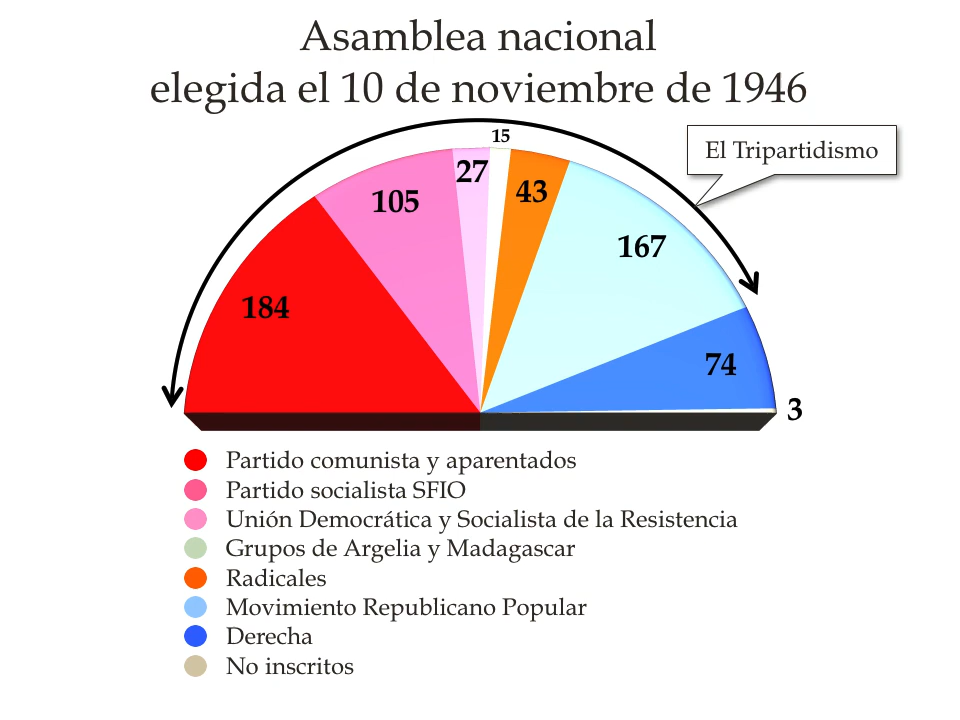 Asamblea nacional
elegida el 10 de noviembre de 1946
15
El Tripartidismo
27
105
43
167
184
74
3
Partido comunista y aparentados
Partido socialista SFIO
Unión Democrática y Socialista de la Resistencia
Grupos de Argelia y Madagascar
Radicales
Movimiento Republicano Popular
Derecha
No inscritos